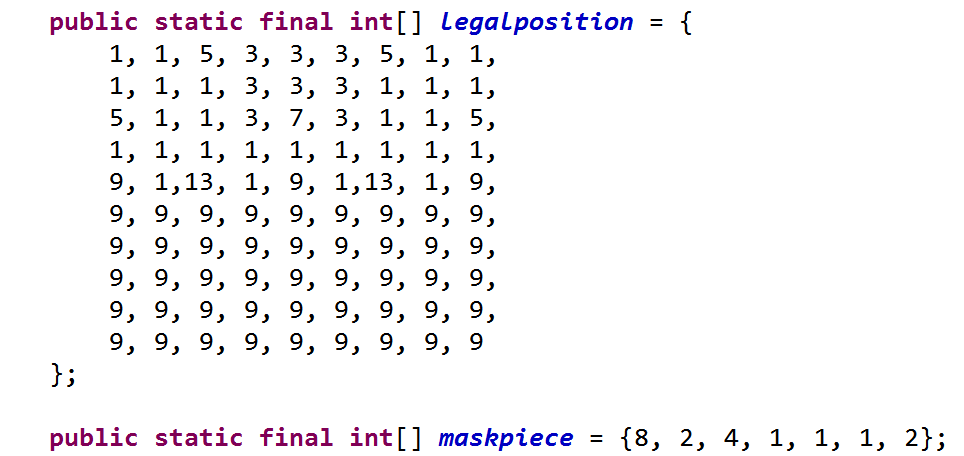 public static final int[] legalposition = {
1, 1, 5, 3, 3, 3, 5, 1, 1,
1, 1, 1, 3, 3, 3, 1, 1, 1,
5, 1, 1, 3, 7, 3, 1, 1, 5,
1, 1, 1, 1, 1, 1, 1, 1, 1,
9, 1,13, 1, 9, 1,13, 1, 9,
9, 9, 9, 9, 9, 9, 9, 9, 9,
9, 9, 9, 9, 9, 9, 9, 9, 9,
9, 9, 9, 9, 9, 9, 9, 9, 9,
9, 9, 9, 9, 9, 9, 9, 9, 9,
9, 9, 9, 9, 9, 9, 9, 9, 9
};
public static final int[] maskpiece = {8, 2, 4, 1, 1, 1, 2};